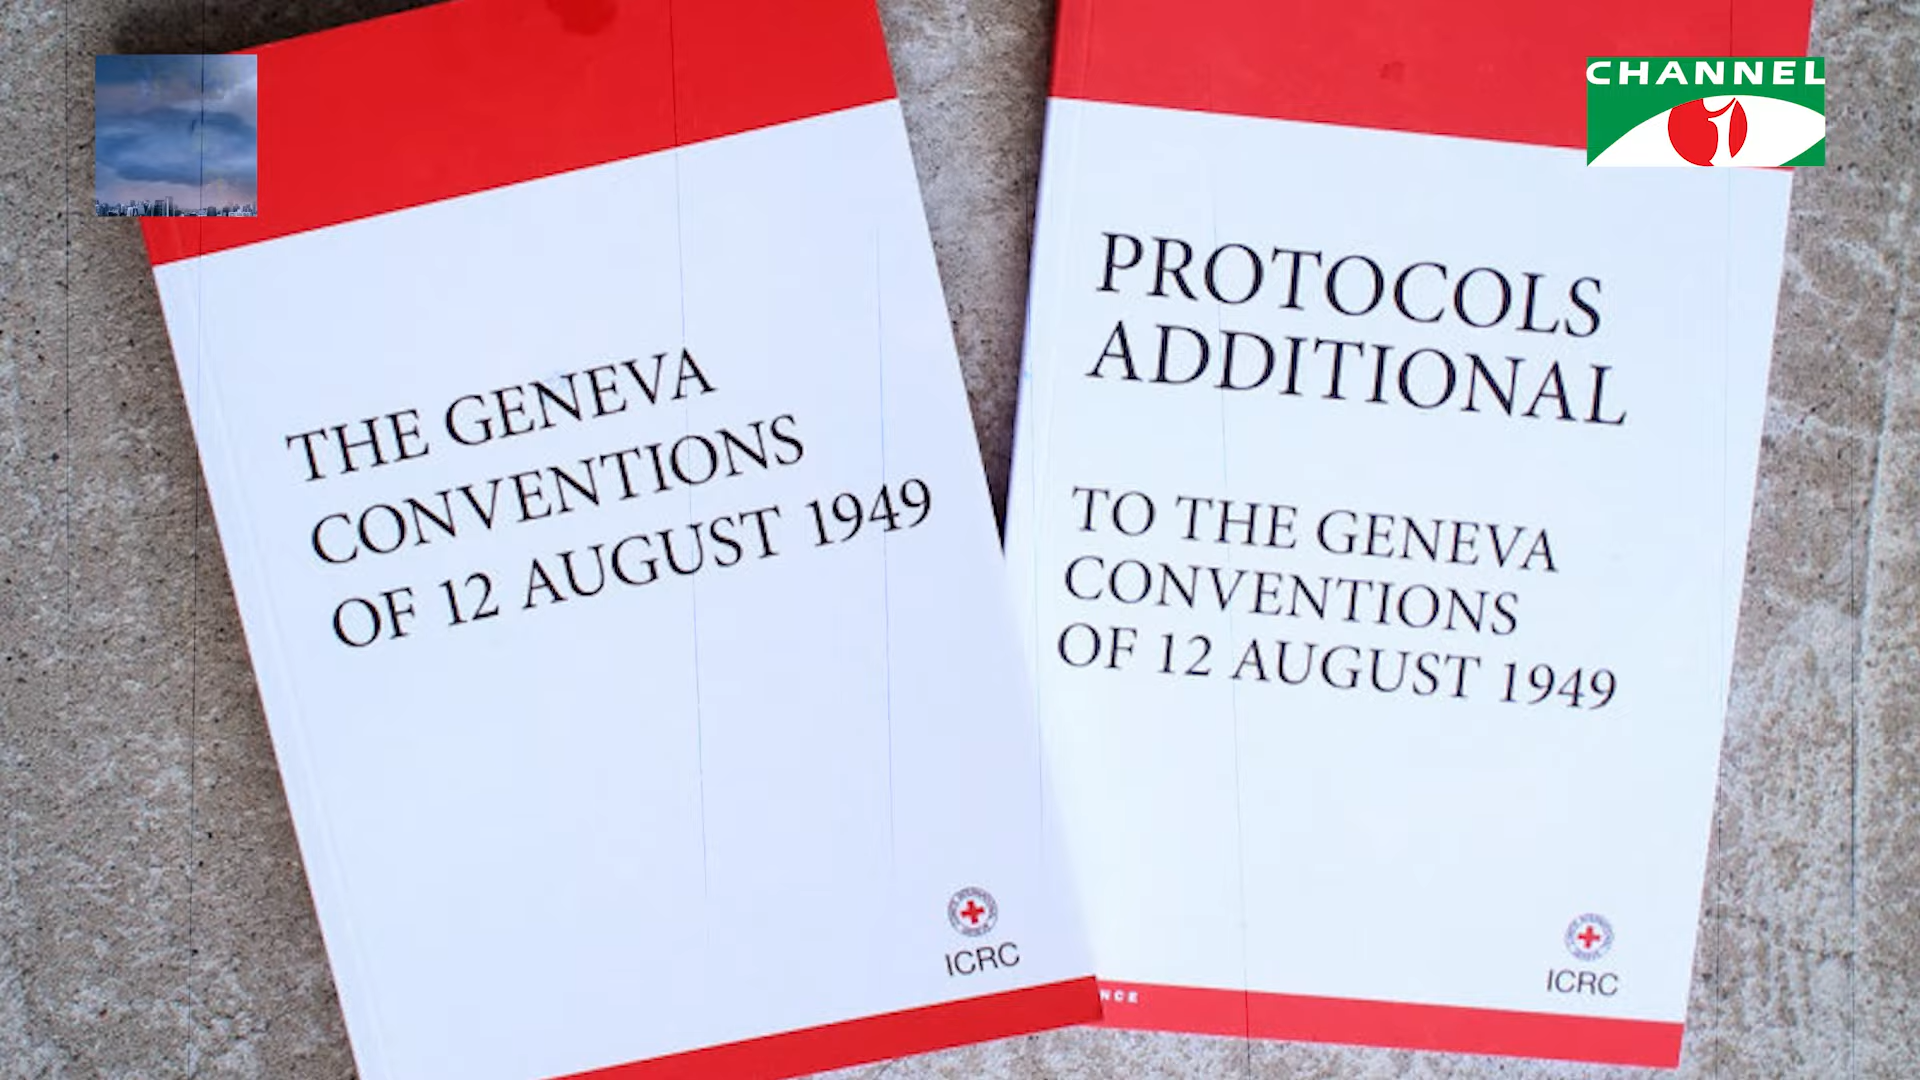 CHANNEL
i
THE GENEVA
CONVENTIONS
OF 12 AUGUST 1949
ICRC
PROTOCOLS
ADDITIONAL
TO THE GENEVA
CONVENTIONS
OF 12 AUGUST 1949
ICRC
NCE